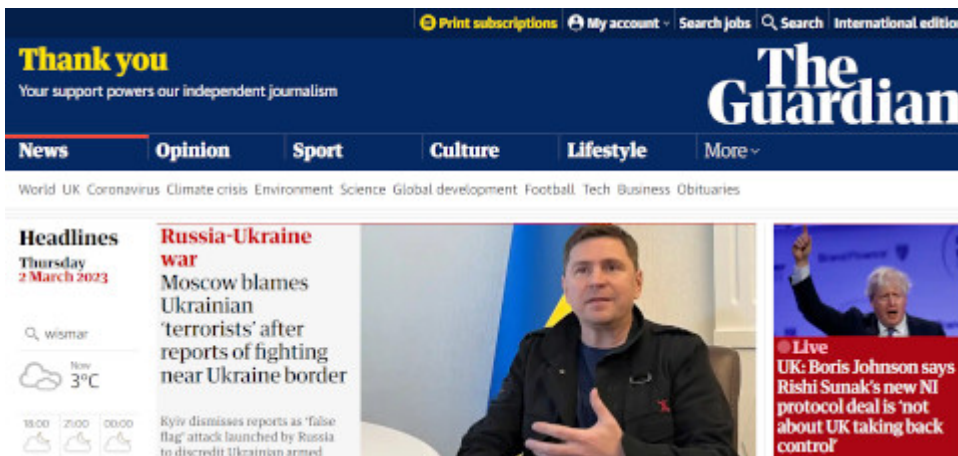 Print subscriptions My account Search jobs Search International edition
Thank you
Your support powers our independent journalism
The
Guardian
News Opinion Sport Culture Lifestyle More
World UK Coronavirus Climate crisis Environment Science Global development Football Tech Business Obituaries
Headlines
Thursday
2 March 2023
wismar
Now
3°C
18:00 21:00 00:00
Russia-Ukraine
war
Moscow blames
Ukrainian
‘terrorists’ after
reports of fighting
near Ukraine border
Kyiv dismisses reports as ‘false
flag’ attack launched by Russia
to discredit Ukrainian armed
Brand Finance
Live
UK: Boris Johnson says
Rishi Sunak's new NI
protocol deal is ‘not
about UK taking back
control’